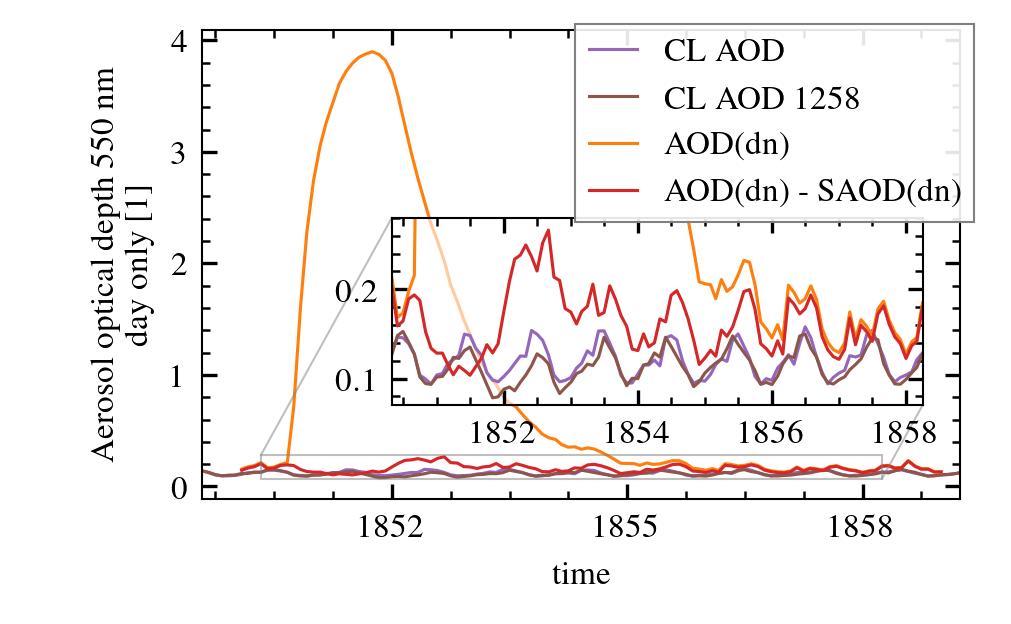 4
3
2
1
0
Aerosol optical depth 550 nm
day only [1]
CL AOD
CL AOD 1258
AOD(dn)
AOD(dn) - SAOD(dn)
0.2
0.1
1852 1854 1856 1858
1852 1855 1858
time